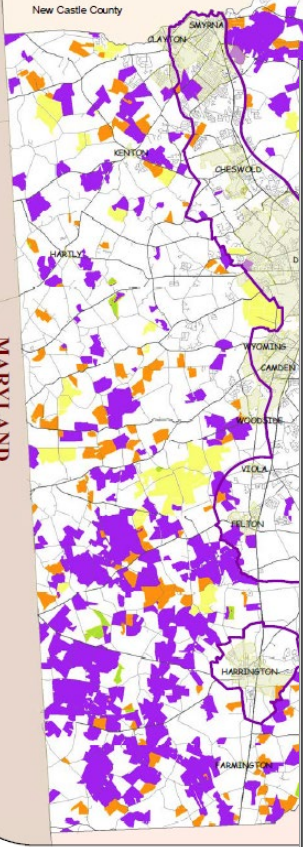 New Castle County
SMYRNA
CLAYTON
KENTON
CHESWOLD
HARTLY
D
MARYLAND
WYOMING
CAMDEN
WOODSIDE
VIOLA
FELTON
HARRINGTON
FARMINGTON